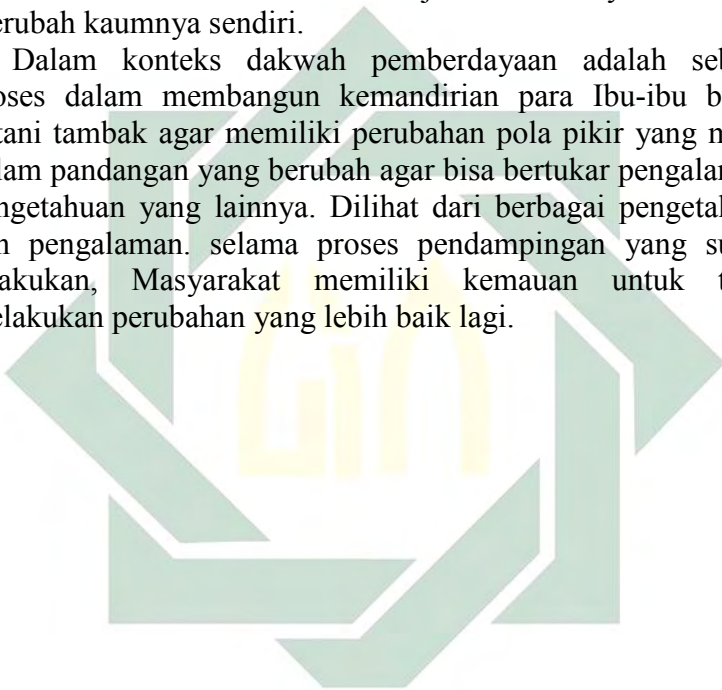 erubah kaumnya sendiri.
Dalam konteks dakwah pemberdayaan adalah seb
oses dalam membangun kemandirian para Ibu-ibu b
tani tambak agar memiliki perubahan pola pikir yang m
lam pandangan yang berubah agar bisa bertukar pengala
ngetahuan yang lainnya. Dilihat dari berbagai pengetal
n pengalaman. selama proses pendampingan yang su
akukan, Masyarakat memiliki kemauan untuk t
elakukan perubahan yang lebih baik lagi.